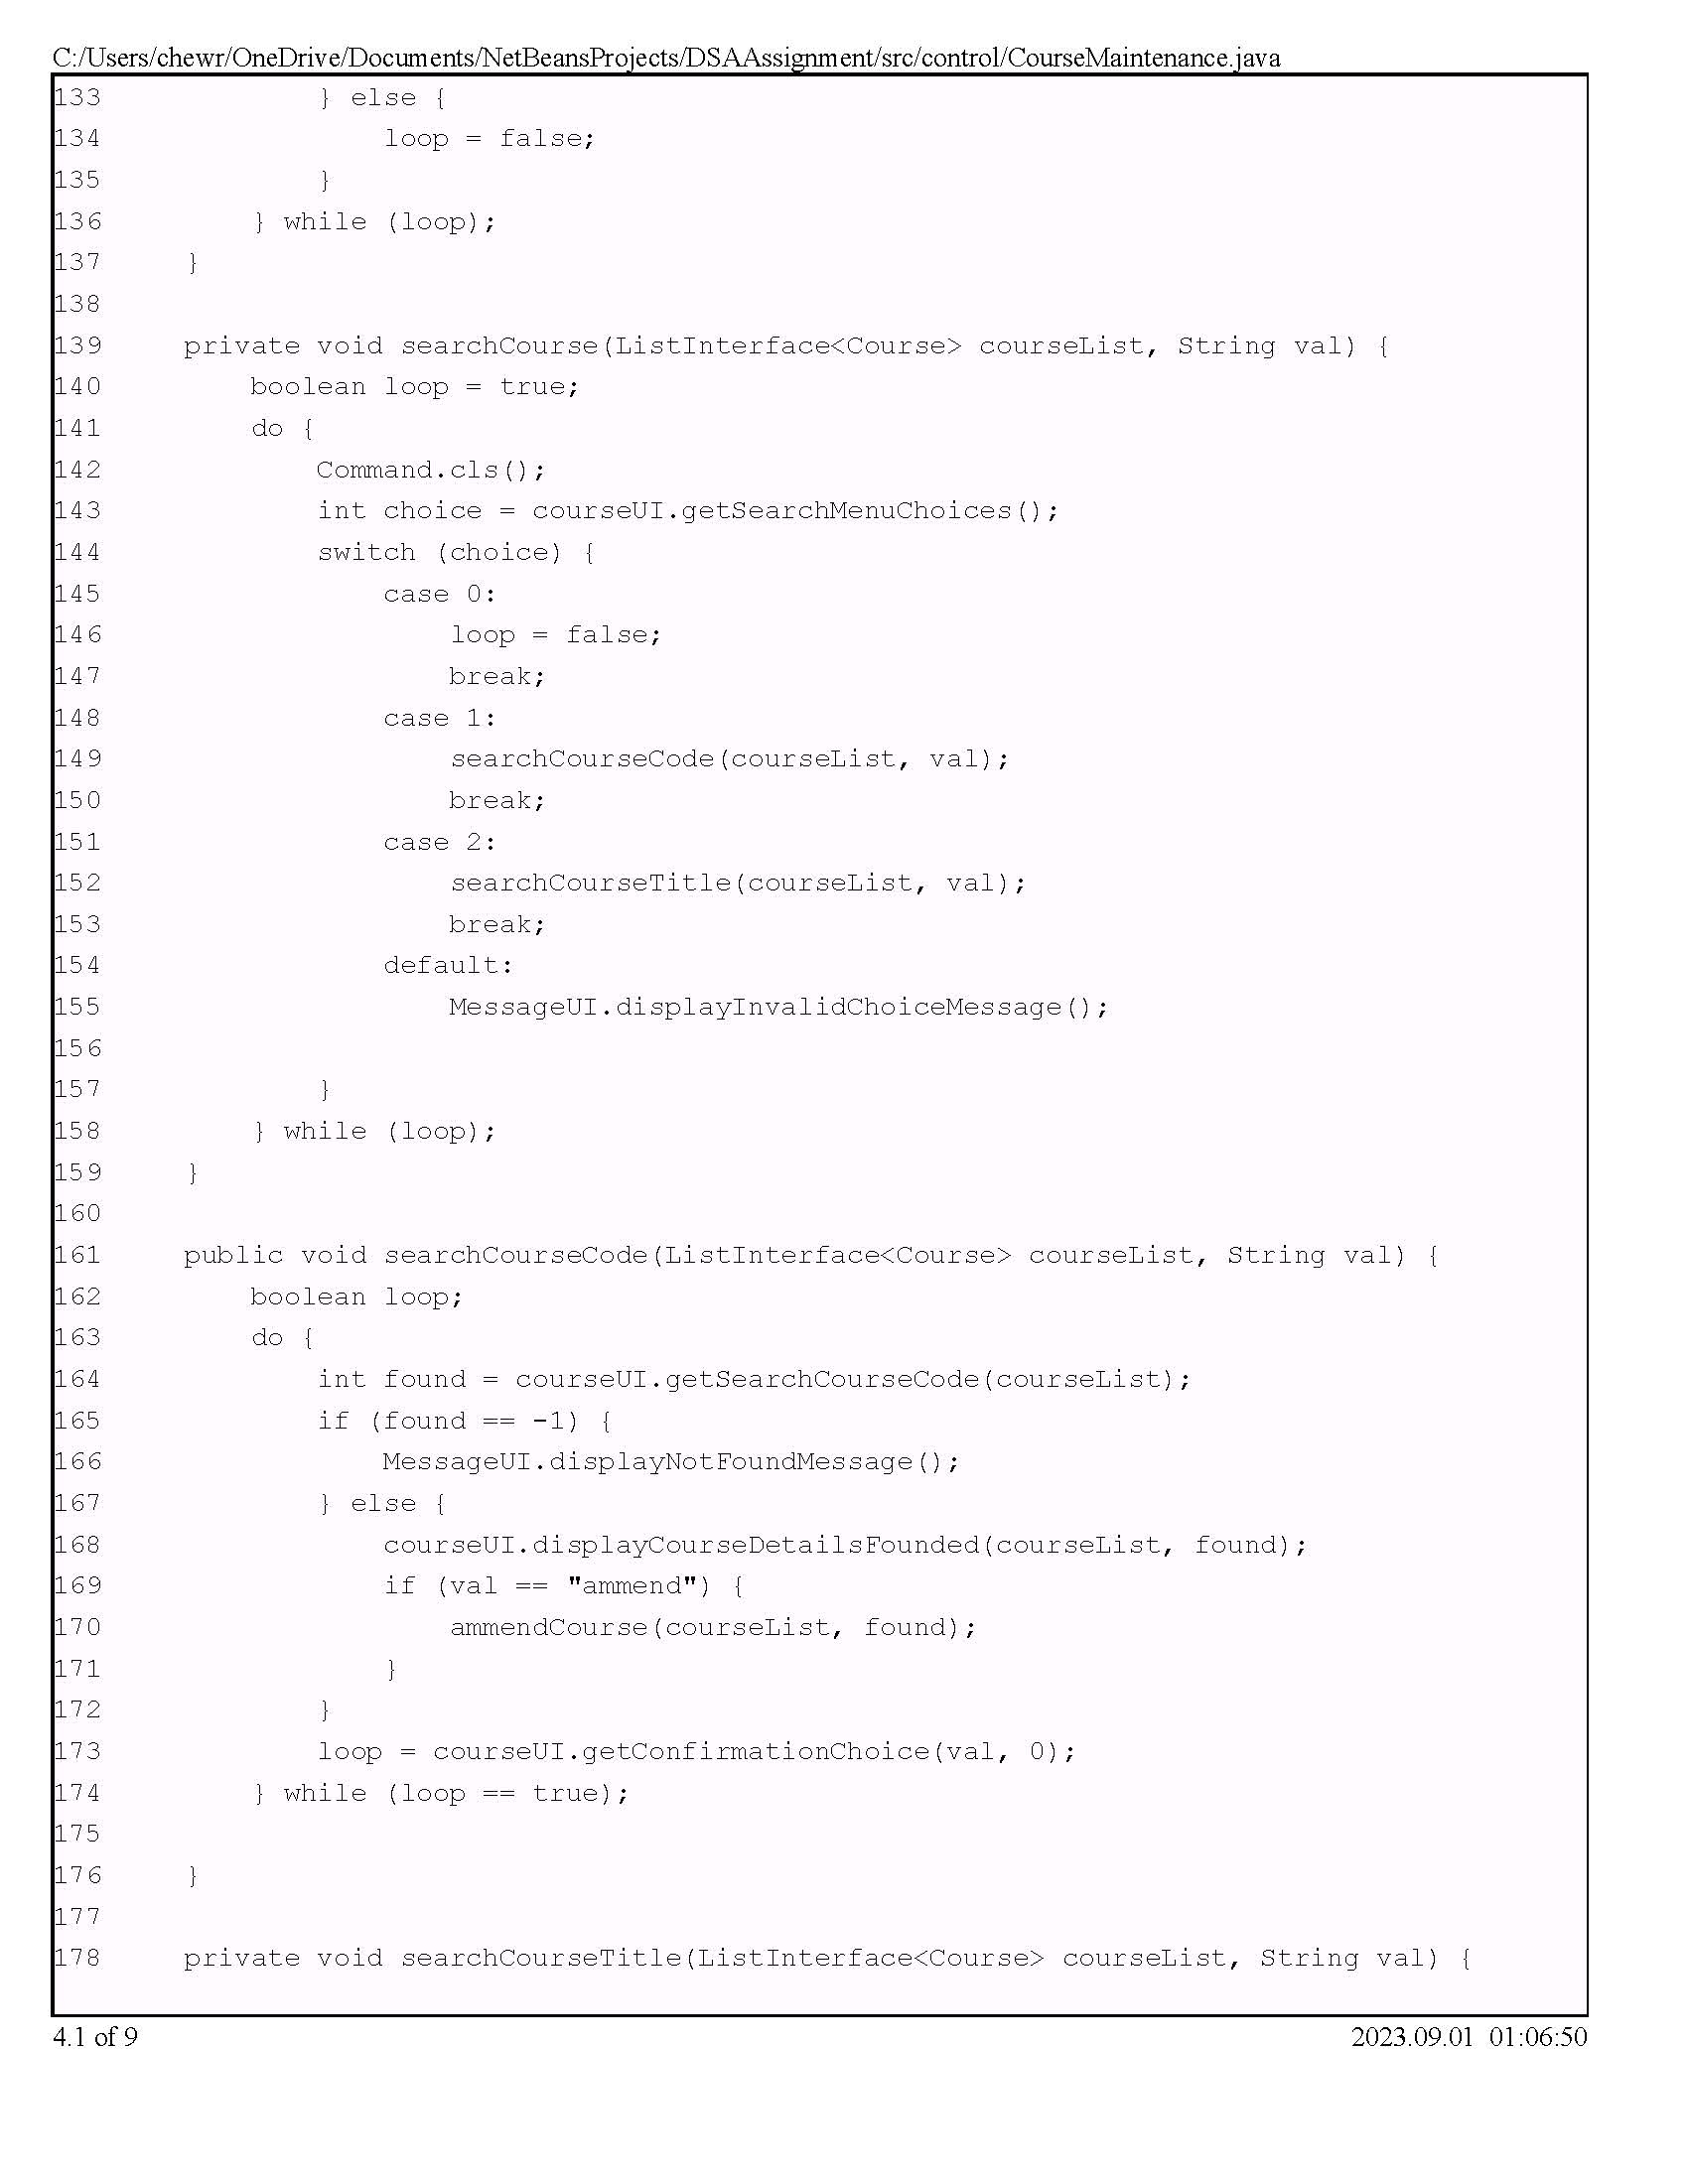 C:/Users/chewr/OneDrive/Documents/NetBeansProjects/DSAAssignment/src/control/CourseMaintenance.java
133             } else {
134                 loop = false;
135             }
136         } while (loop);
137     }
138
139     private void searchCourse(ListInterface<Course> courseList, String val) {
140         boolean loop = true;
141         do {
142             Command.cls();
143             int choice = courseUI.getSearchMenuChoices();
144             switch (choice) {
145                 case 0:
146                     loop = false;
147                     break;
148                 case 1:
149                     searchCourseCode(courseList, val);
150                     break;
151                 case 2:
152                     searchCourseTitle(courseList, val);
153                     break;
154                 default:
155                     MessageUI.displayInvalidChoiceMessage();
156
157             }
158         } while (loop);
159     }
160
161     public void searchCourseCode(ListInterface<Course> courseList, String val) {
162         boolean loop;
163         do {
164             int found = courseUI.getSearchCourseCode(courseList);
165             if (found == -1) {
166                 MessageUI.displayNotFoundMessage();
167             } else {
168                 courseUI.displayCourseDetailsFounded(courseList, found);
169                 if (val == "ammend") {
170                     ammendCourse(courseList, found);
171                 }
172             }
173             loop = courseUI.getConfirmationChoice(val, 0);
174         } while (loop == true);
175
176     }
177
178     private void searchCourseTitle(ListInterface<Course> courseList, String val) {
4.1 of 9
2023.09.01 01:06:50